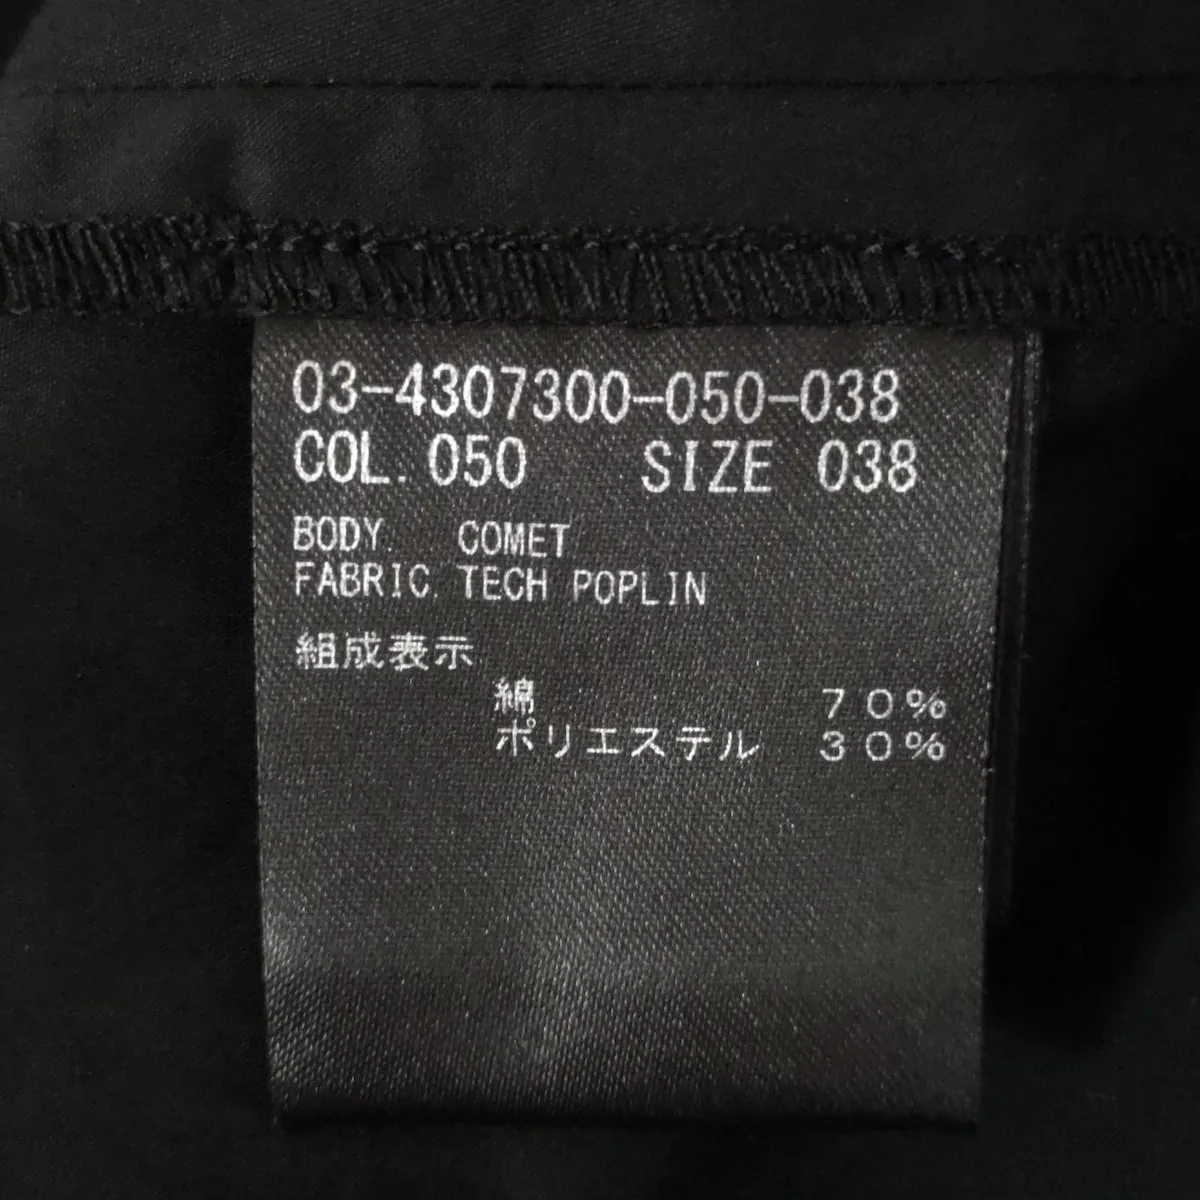 03-4307300-050-038
COL. 050 SIZE 038
BODY. COMET
FABRIC. TECH POPLIN
組成表示
綿 70%
ポリエステル 30%